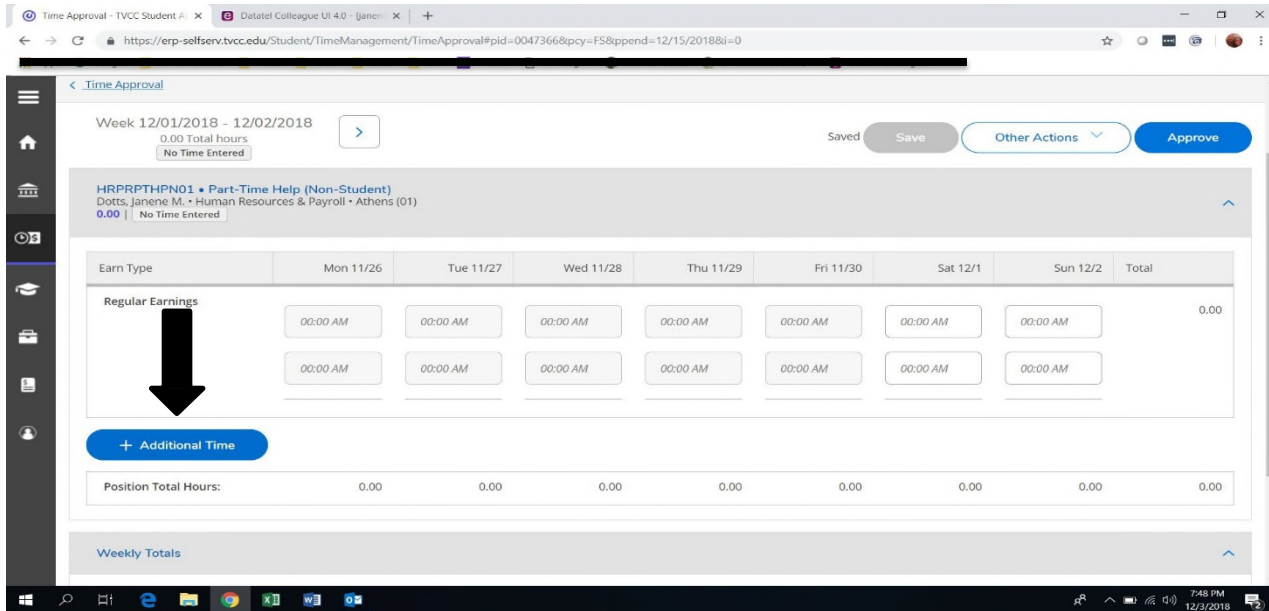 Time Approval - TVCC Student A
Datatel Colleague UI 4.0 - (janen
https://erp-selfserv.tvcc.edu/Student/TimeManagement/TimeApproval#pid=0047366&pcy=FS&ppend=12/15/2018&i=0
< Time Approval
Week 12/01/2018 - 12/02/2018
0.00 Total hours
No Time Entered
>
Saved
Save
Other Actions
Approve
HRPRPTHPN01 • Part-Time Help (Non-Student)
Dotts, Janene M. • Human Resources & Payroll • Athens (01)
0.00 | No Time Entered
Earn Type Mon 11/26 Tue 11/27 Wed 11/28 Thu 11/29 Fri 11/30 Sat 12/1 Sun 12/2 Total
Regular Earnings 0.00
00:00 AM 00:00 AM 00:00 AM 00:00 AM 00:00 AM 00:00 AM 00:00 AM
00:00 AM 00:00 AM 00:00 AM 00:00 AM 00:00 AM 00:00 AM 00:00 AM
+ Additional Time
Position Total Hours: 0.00 0.00 0.00 0.00 0.00 0.00 0.00 0.00
Weekly Totals
7:48 PM
12/3/2018